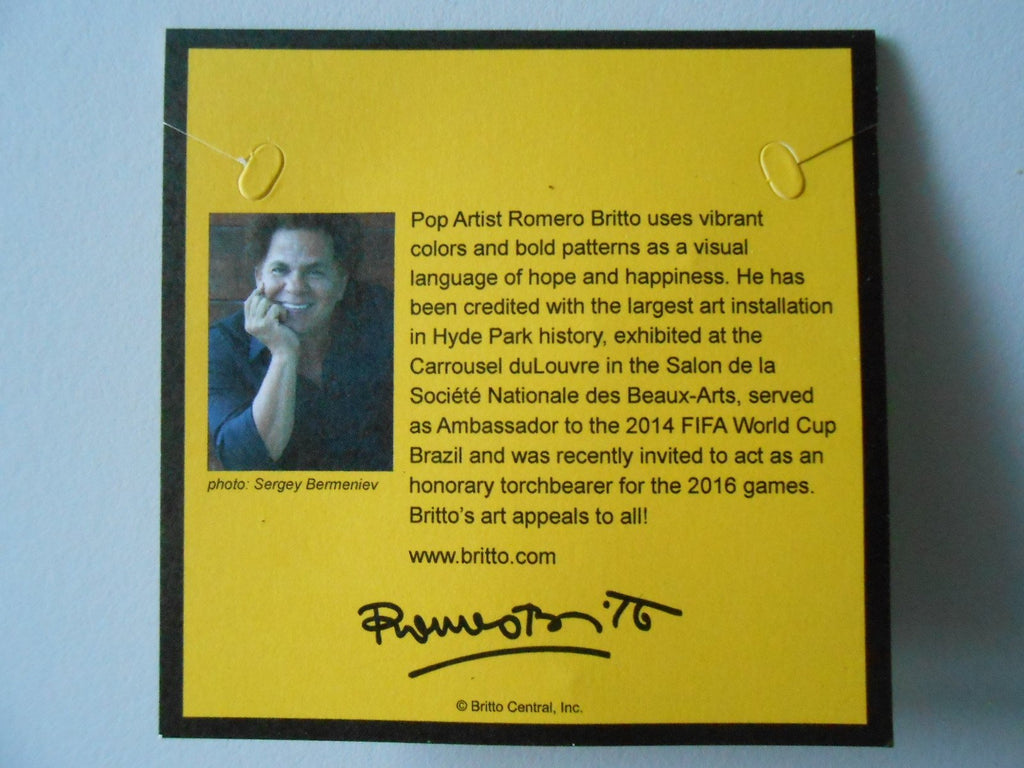 Pop Artist Romero Britto uses vibrant
colors and bold patterns as a visual
language of hope and happiness. He has
been credited with the largest art installation
in Hyde Park history, exhibited at the
Carrousel duLouvre in the Salon de la
Société Nationale des Beaux-Arts, served
as Ambassador to the 2014 FIFA World Cup
Brazil and was recently invited to act as an
honorary torchbearer for the 2016 games.
Britto's art appeals to all!
www.britto.com
photo: Sergey Bermeniev
Romero Britto
© Britto Central, Inc.